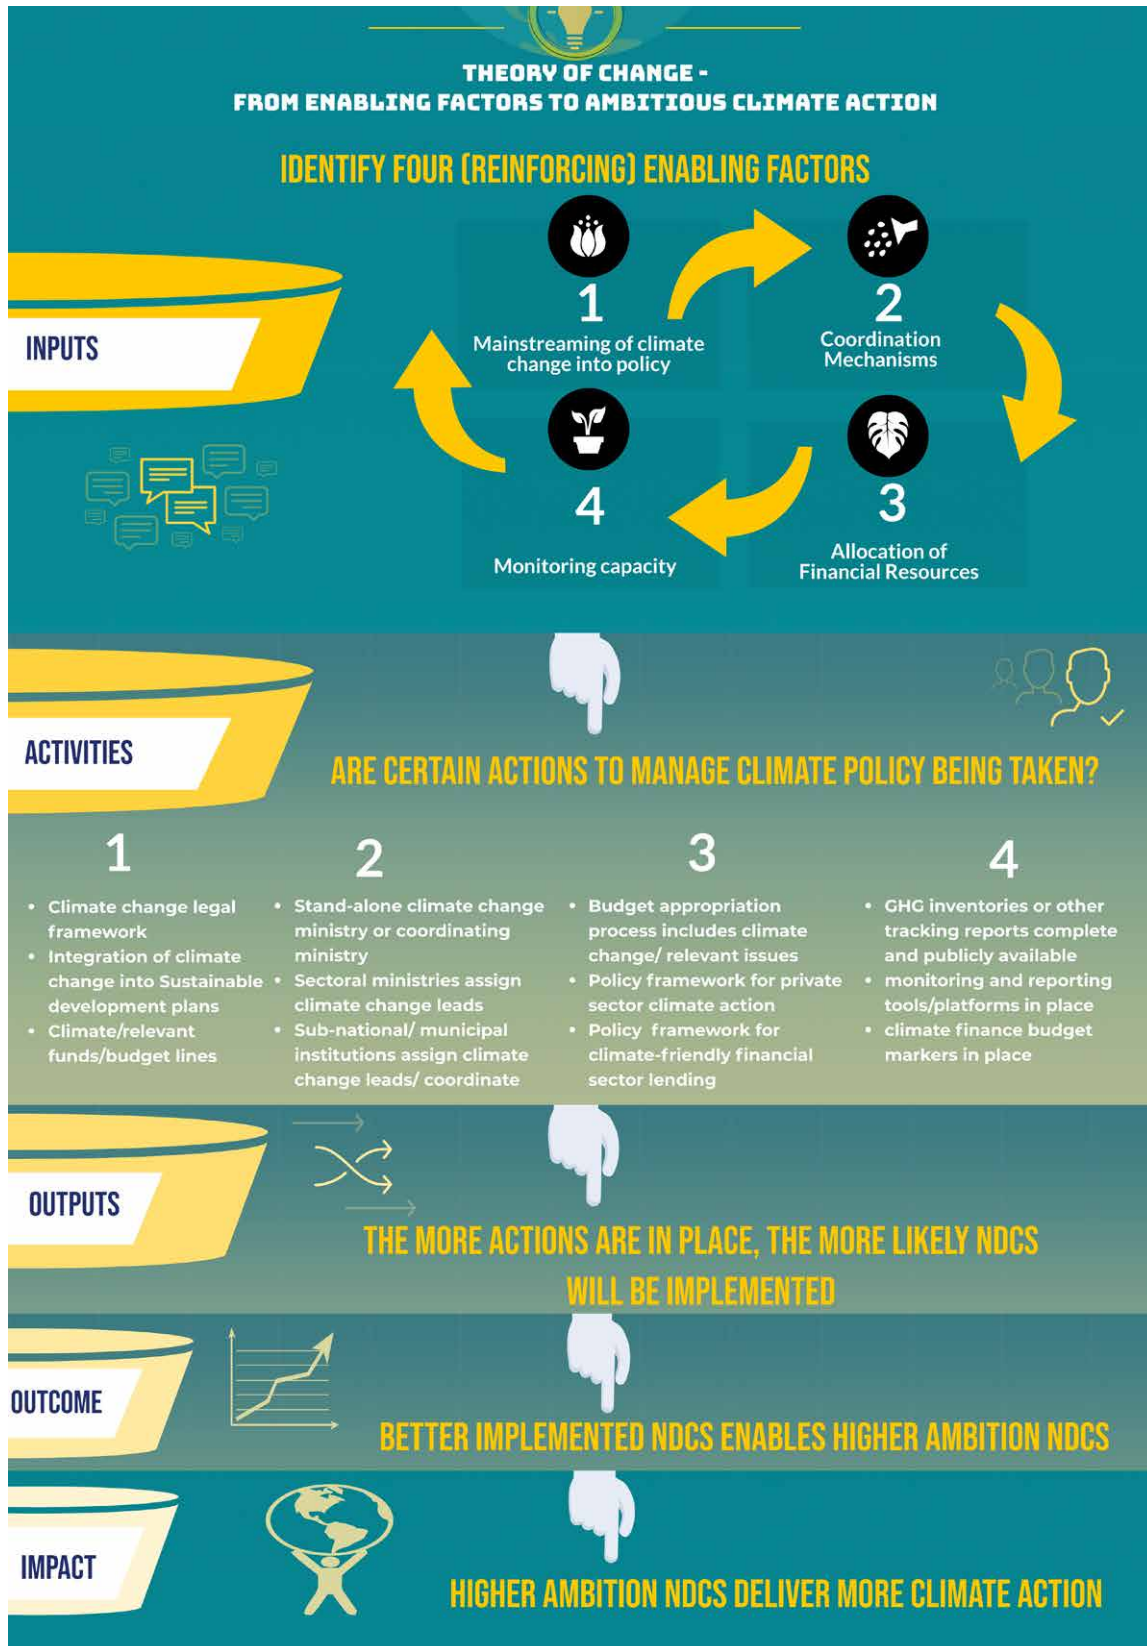 THEORY OF CHANGE -
FROM ENABLING FACTORS TO AMBITIOUS CLIMATE ACTION
IDENTIFY FOUR (REINFORCING) ENABLING FACTORS
INPUTS
1
Mainstreaming of climate
change into policy
2
Coordination
Mechanisms
4
Monitoring capacity
3
Allocation of
Financial Resources
ACTIVITIES
ARE CERTAIN ACTIONS TO MANAGE CLIMATE POLICY BEING TAKEN?
1
• Climate change legal
framework
• Integration of climate
change into Sustainable
development plans
• Climate/relevant
funds/budget lines
2
• Stand-alone climate change
ministry or coordinating
ministry
• Sectoral ministries assign
climate change leads
• Sub-national/ municipal
institutions assign climate
change leads/ coordinate
3
• Budget appropriation
process includes climate
change/ relevant issues
• Policy framework for private
sector climate action
• Policy framework for
climate-friendly financial
sector lending
4
• GHG inventories or other
tracking reports complete
and publicly available
• monitoring and reporting
tools/platforms in place
• climate finance budget
markers in place
OUTPUTS
THE MORE ACTIONS ARE IN PLACE, THE MORE LIKELY NDCS
WILL BE IMPLEMENTED
OUTCOME
BETTER IMPLEMENTED NDCS ENABLES HIGHER AMBITION NDCS
IMPACT
HIGHER AMBITION NDCS DELIVER MORE CLIMATE ACTION